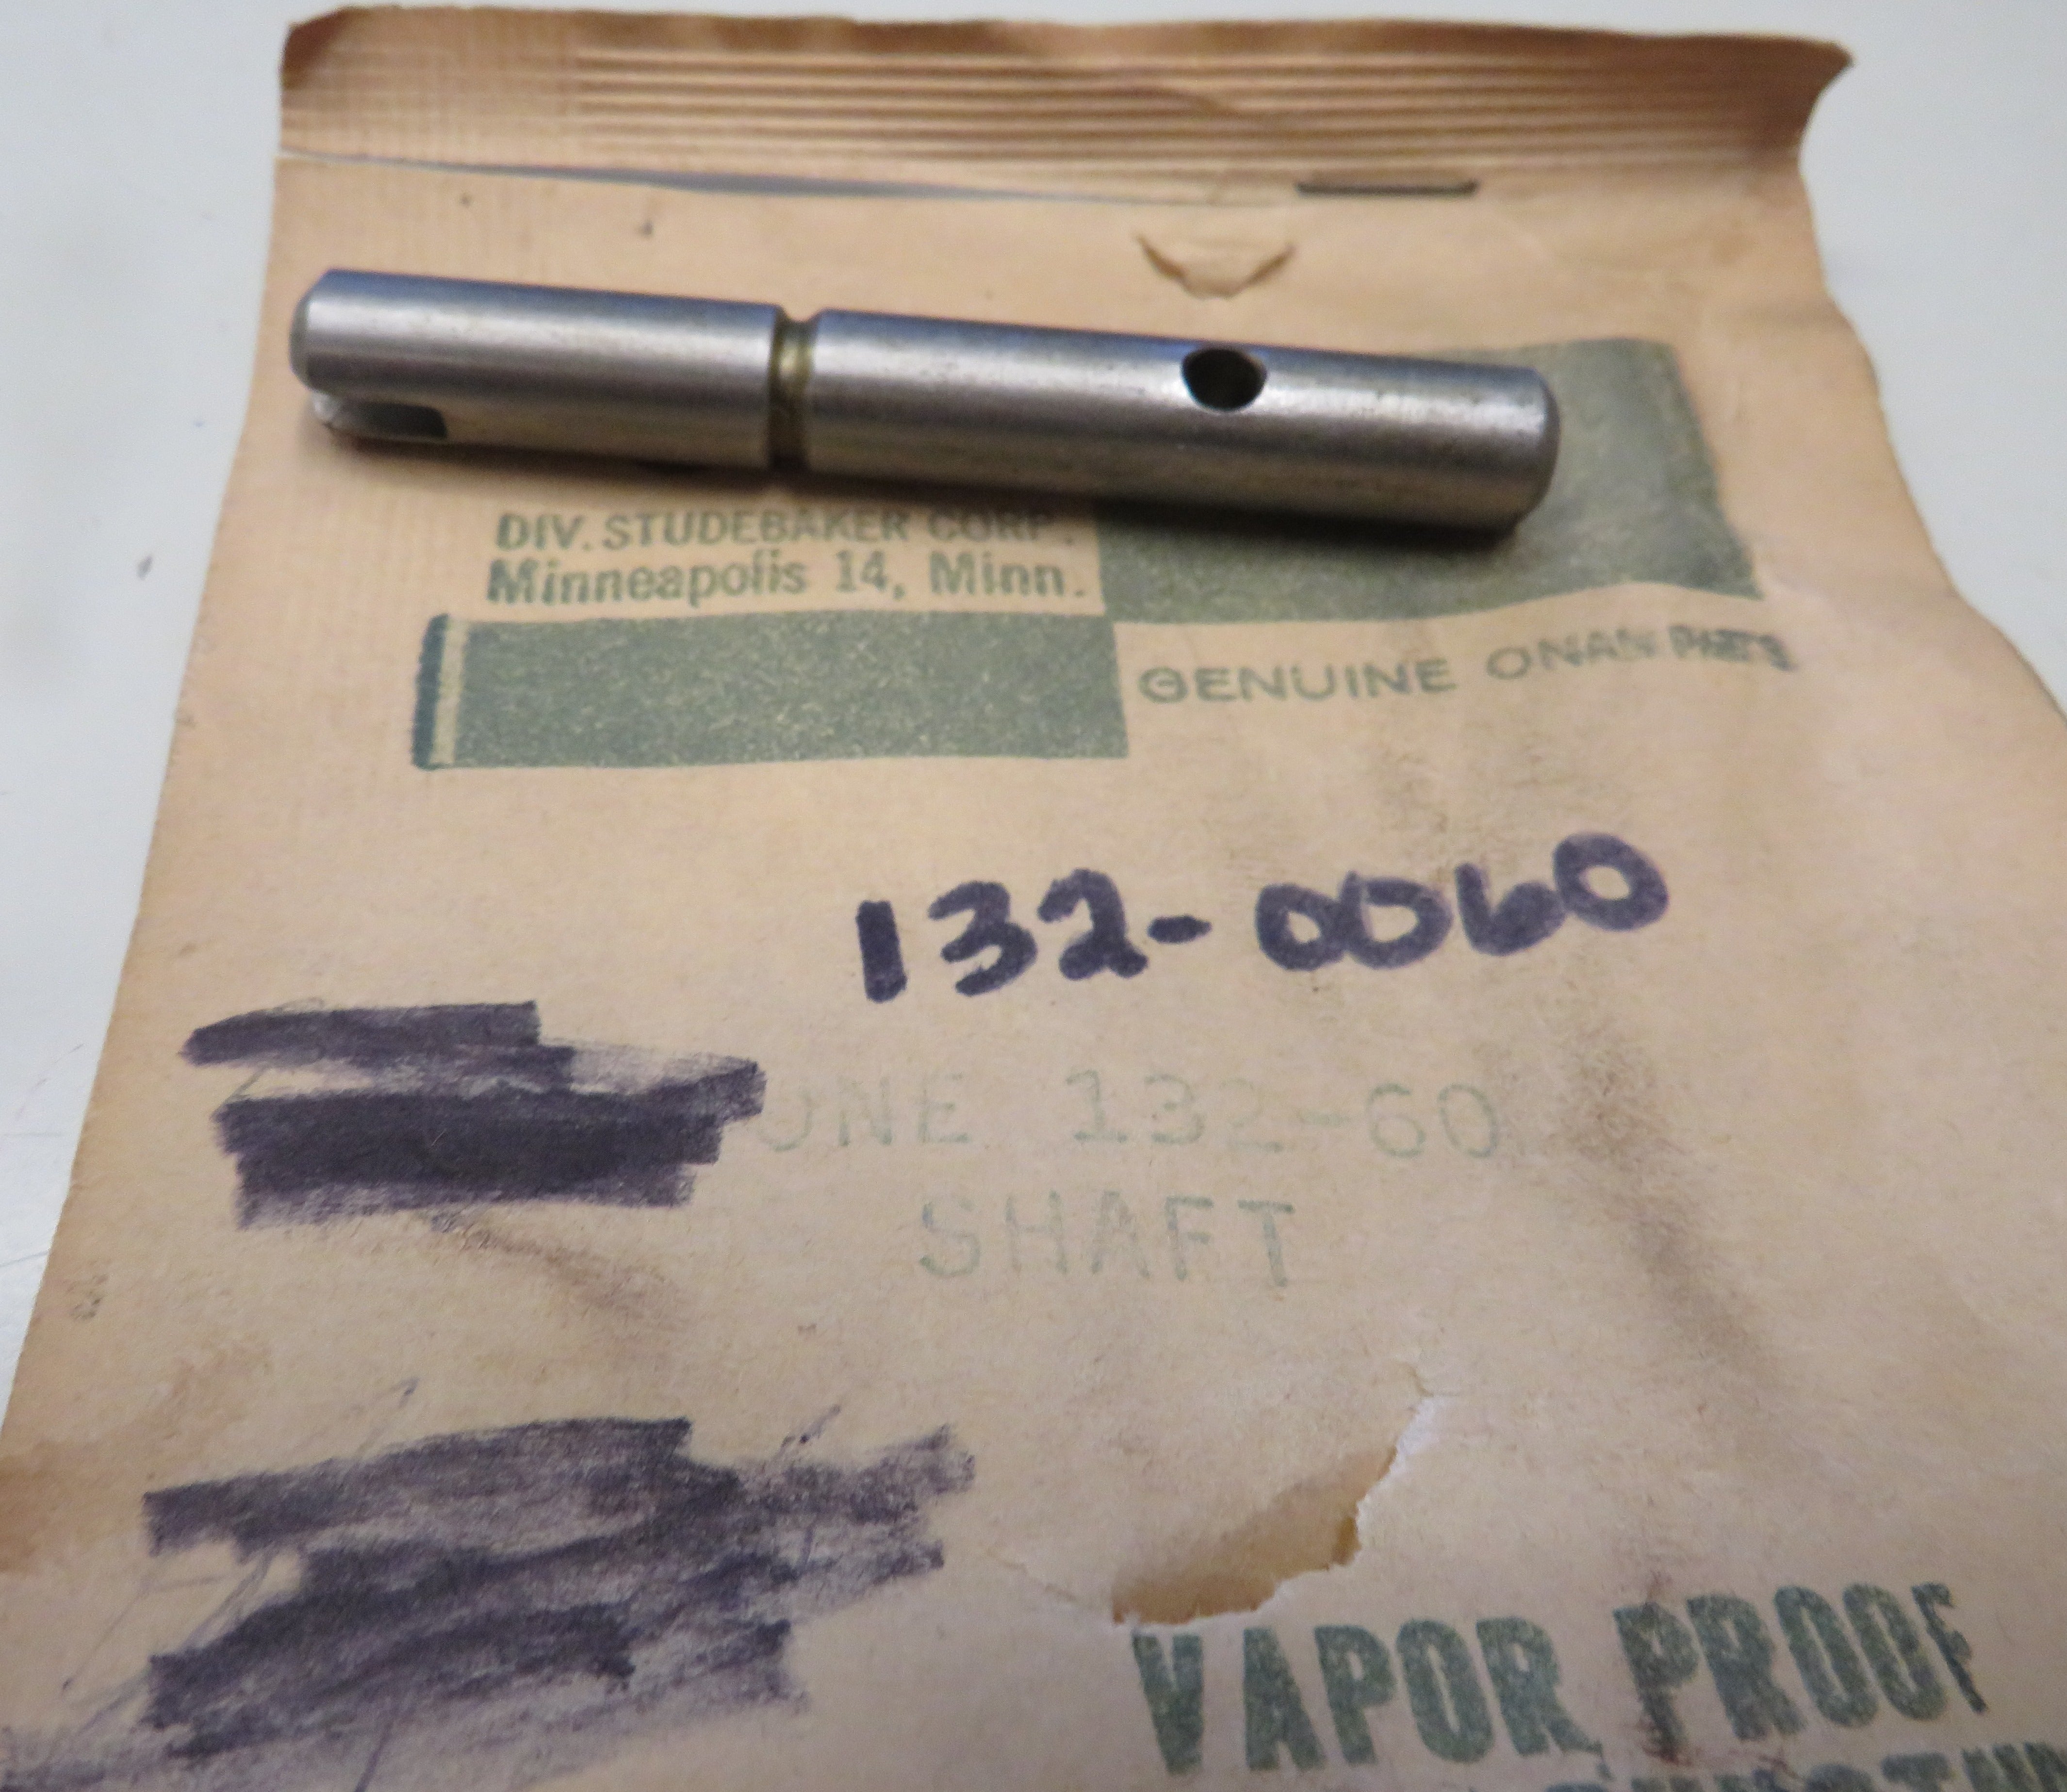 DIV. STUDEBAKER CORP.
Minneapolis 14, Minn.
GENUINE ONAN PARTS
132-0060
ONE 132-60
SHAFT
VAPOR PROOF